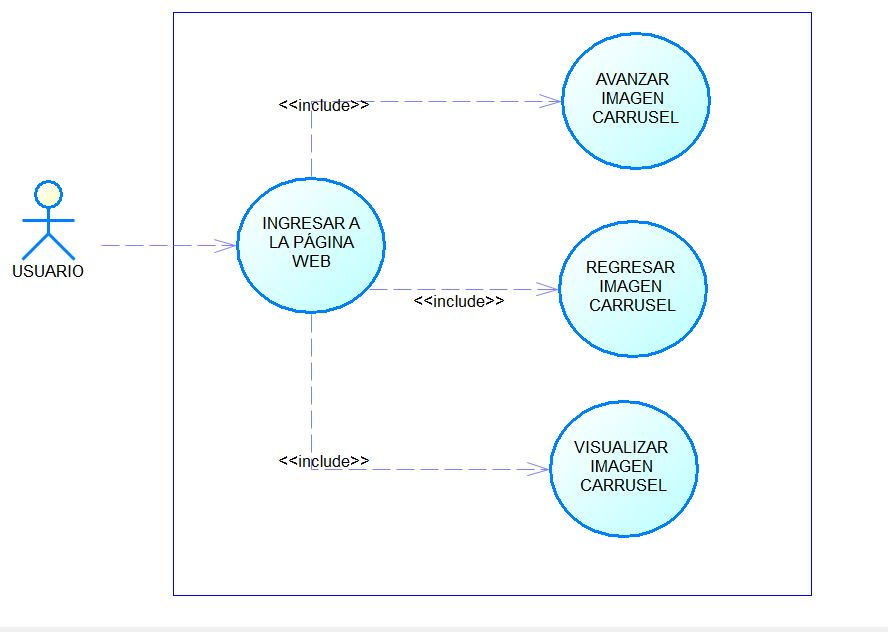 AVANZAR
IMAGEN
CARRUSEL
<<include>>
INGRESAR A
LA PÁGINA
WEB
USUARIO
REGRESAR
IMAGEN
CARRUSEL
<<include>>
VISUALIZAR
IMAGEN
CARRUSEL
<<include>>